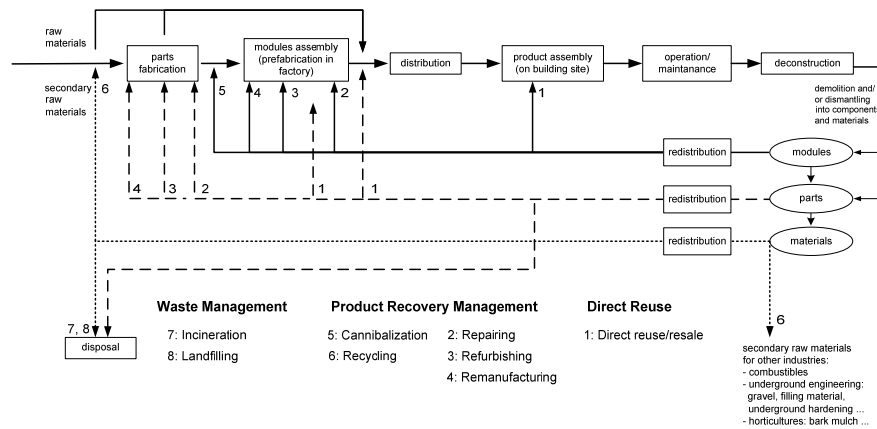 raw
materials
parts
fabrication
modules assembly
(prefabrication in
factory)
distribution
product assembly
(on building site)
operation/
maintanance
deconstruction
secondary
raw
materials
6
5
4
3
2
1
demolition and/
or dismantling
into components
and materials
redistribution
modules
4
3
2
1
1
redistribution
parts
redistribution
materials
7, 8
disposal
Waste Management
7: Incineration
8: Landfilling
Product Recovery Management
5: Cannibalization
6: Recycling
2: Repairing
3: Refurbishing
4: Remanufacturing
Direct Reuse
1: Direct reuse/resale
6
secondary raw materials
for other industries:
- combustibles
- underground engineering:
gravel, filling material,
underground hardening ...
- horticultures: bark mulch ...